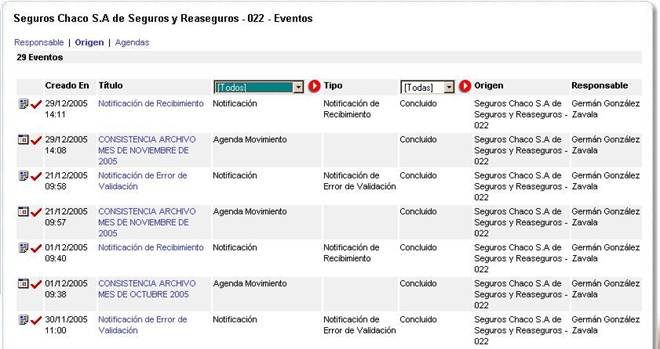 Seguros Chaco S.A de Seguros y Reaseguros - 022 - Eventos
Responsable | Origen | Agendas
29 Eventos
Creado En Título [Todos] Tipo [Todas] Origen Responsable
29/12/2005 Notificación de Recibimiento Notificación Notificación de Concluido Seguros Chaco S.A de Germán González
14:11 Recibimiento Seguros y Reaseguros - Zavala
022
29/12/2005 CONSISTENCIA ARCHIVO Agenda Movimiento Concluido Seguros Chaco S.A de Germán González
14:08 MES DE NOVIEMBRE DE Seguros y Reaseguros - Zavala
2005 022
21/12/2005 Notificación de Error de Notificación Notificación de Concluido Seguros Chaco S.A de Germán González
09:58 Validación Error de Validación Seguros y Reaseguros - Zavala
022
21/12/2005 CONSISTENCIA ARCHIVO Agenda Movimiento Concluido Seguros Chaco S.A de Germán González
09:57 MES DE NOVIEMBRE DE Seguros y Reaseguros - Zavala
2005 022
01/12/2005 Notificación de Recibimiento Notificación Notificación de Concluido Seguros Chaco S.A de Germán González
09:40 Recibimiento Seguros y Reaseguros - Zavala
022
01/12/2005 CONSISTENCIA ARCHIVO Agenda Movimiento Concluido Seguros Chaco S.A de Germán González
09:38 MES DE OCTUBRE 2005 Seguros y Reaseguros - Zavala
022
30/11/2005 Notificación de Error de Notificación Notificación de Concluido Seguros Chaco S.A de Germán González
11:00 Validación Error de Validación Seguros y Reaseguros - Zavala
022